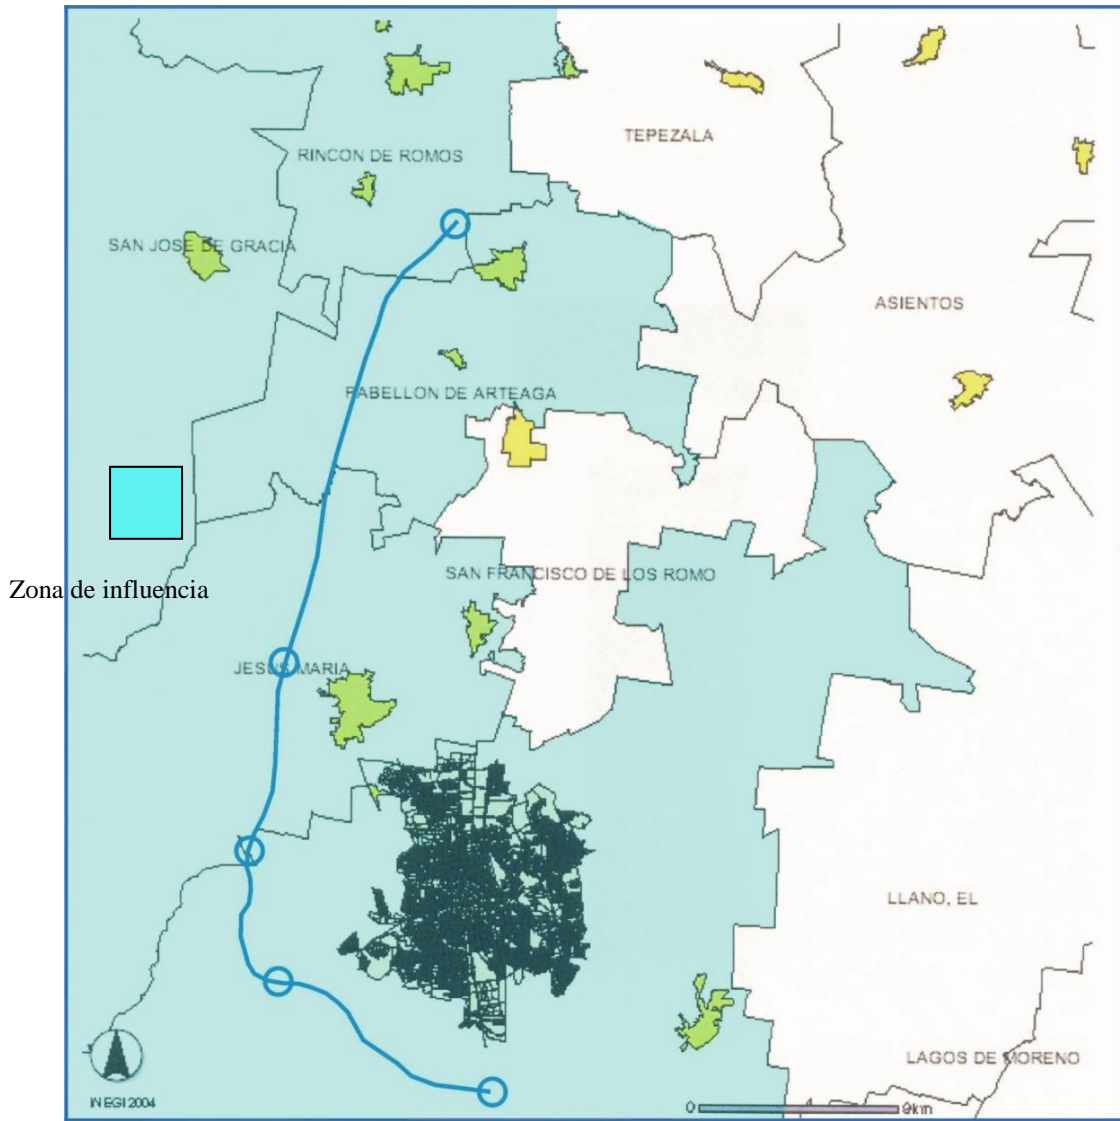 TEPEZALA
RINCON DE ROMOS
SAN JOSE DE GRACIA
ASIENTOS
PABELLON DE ARTEAGA
SAN FRANCISCO DE LOS ROMO
Zona de influencia
JESUS MARIA
LLANO, EL
LAGOS DE MORENO
INEGI 2004
0 9km